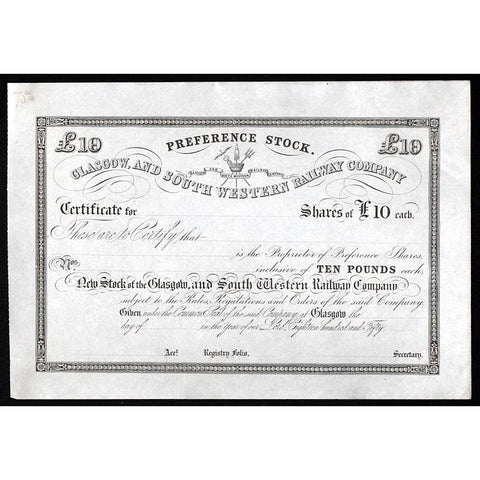 £10 PREFERENCE STOCK. £10
GLASGOW, AND SOUTH WESTERN RAILWAY COMPANY
Certificate for Shares of £10 each.
These are to Certify that
is the Proprietor of Preference Shares,
Nos. inclusive of TEN POUNDS each,
New Stock of the Glasgow, and South Western Railway Company
subject to the Rules, Regulations and Orders of the said Company.
Given under the Common Seal of the said Company, at Glasgow the
day of in the year of our Lord, Eighteen hundred and Fifty
Acct. Registry Folio. Secretary.